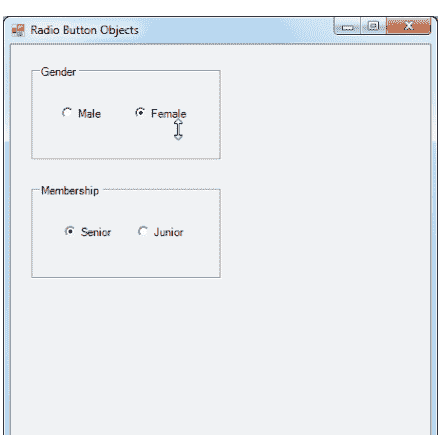 Radio Button Objects
Gender
Male Female
Membership
Senior Junior